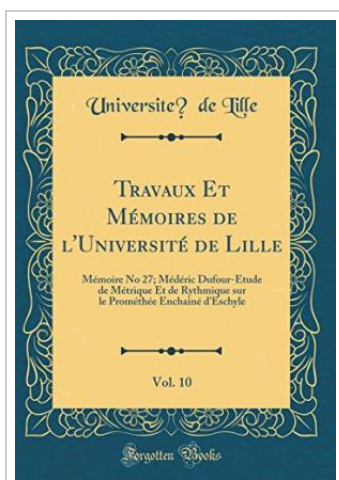 Universite? de Lille
Travaux Et
Mémoires de
l'Université de Lille
Mémoire No 27; Médéric Dufour-Etude
de Métrique Et de Rythmique sur
le Prométhée Enchaîné d'Eschyle
Vol. 10
Forgotten Books